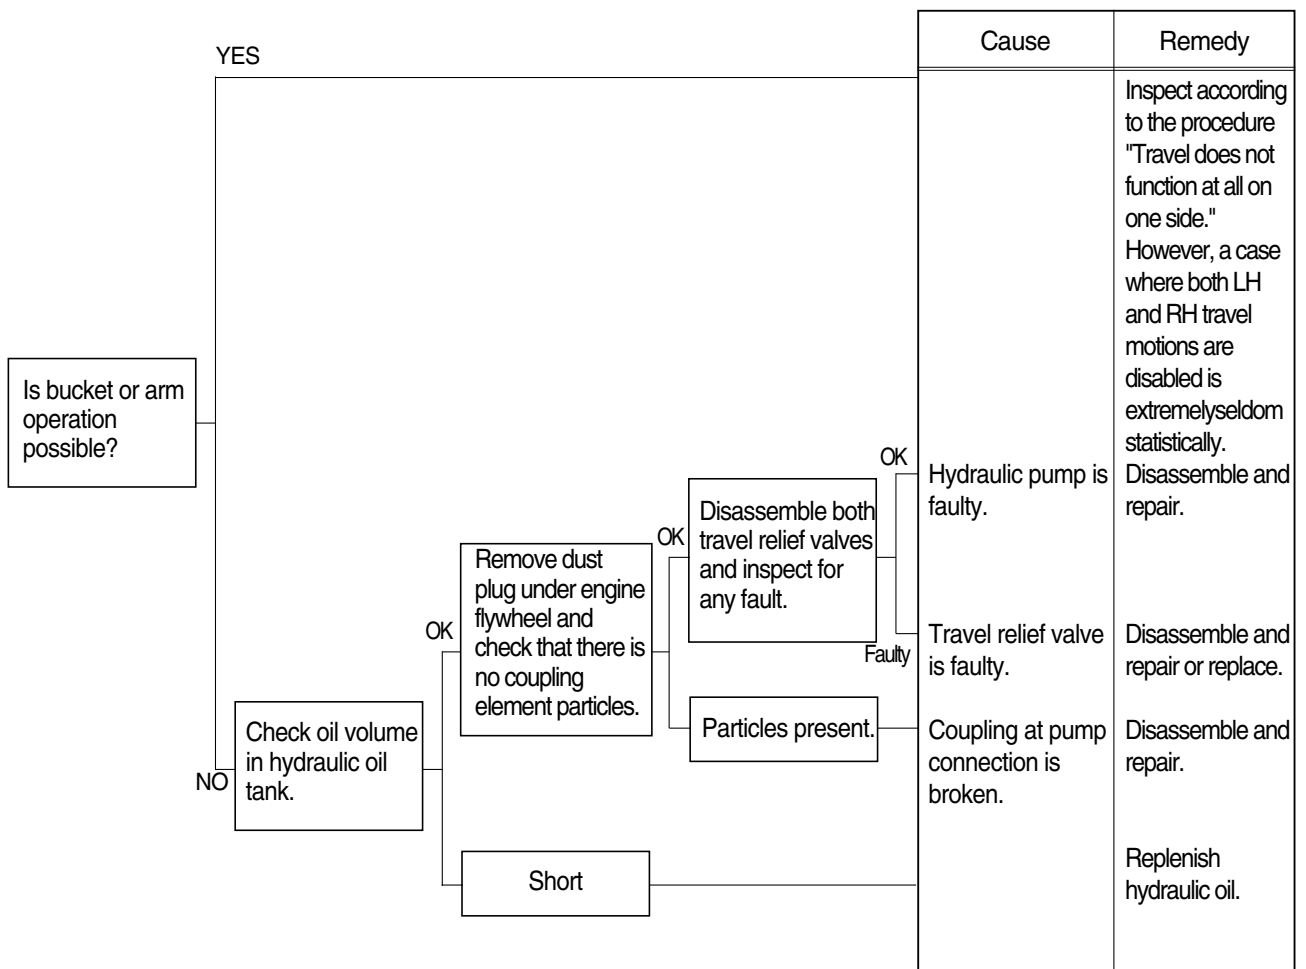 Cause
Remedy
YES
Inspect according
to the procedure
"Travel does not
function at all on
one side."
However, a case
where both LH
and RH travel
motions are
disabled is
extremelyseldom
statistically.
Is bucket or arm
operation
possible?
NO
Check oil volume
in hydraulic oil
tank.
OK
Remove dust
plug under engine
flywheel and
check that there is
no coupling
element particles.
OK
Disassemble both
travel relief valves
and inspect for
any fault.
OK
Hydraulic pump is
faulty.
Disassemble and
repair.
Faulty
Travel relief valve
is faulty.
Disassemble and
repair or replace.
Particles present.
Coupling at pump
connection is
broken.
Disassemble and
repair.
Short
Replenish
hydraulic oil.